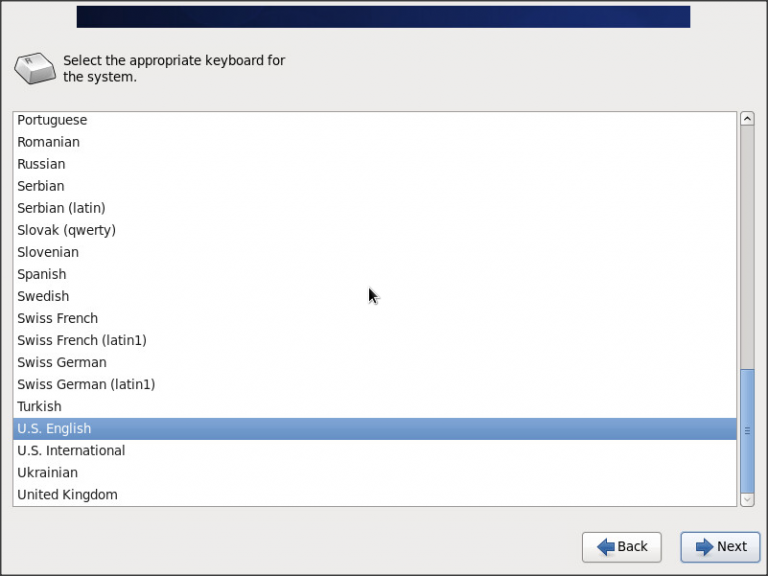 Select the appropriate keyboard for
the system.
Portuguese
Romanian
Russian
Serbian
Serbian (latin)
Slovak (qwerty)
Slovenian
Spanish
Swedish
Swiss French
Swiss French (latin1)
Swiss German
Swiss German (latin1)
Turkish
U.S. English
U.S. International
Ukrainian
United Kingdom
Back Next